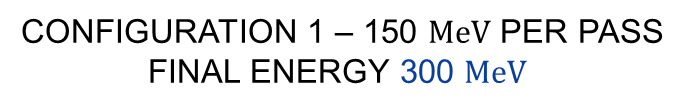 CONFIGURATION 1 – 150 MeV PER PASS
FINAL ENERGY 300 MeV